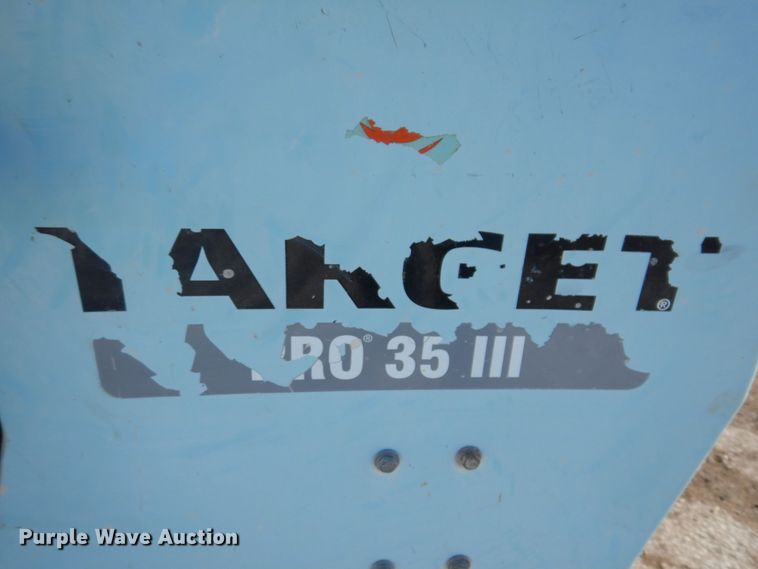 TARGET®
PRO® 35 III
Purple Wave Auction